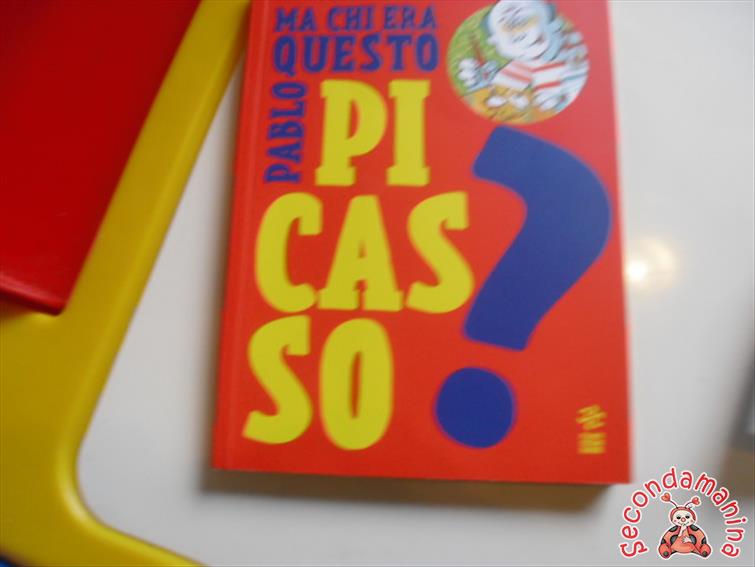 MA CHI ERA
QUESTO
PABLO
PI
CAS
SO
?
secondamanina